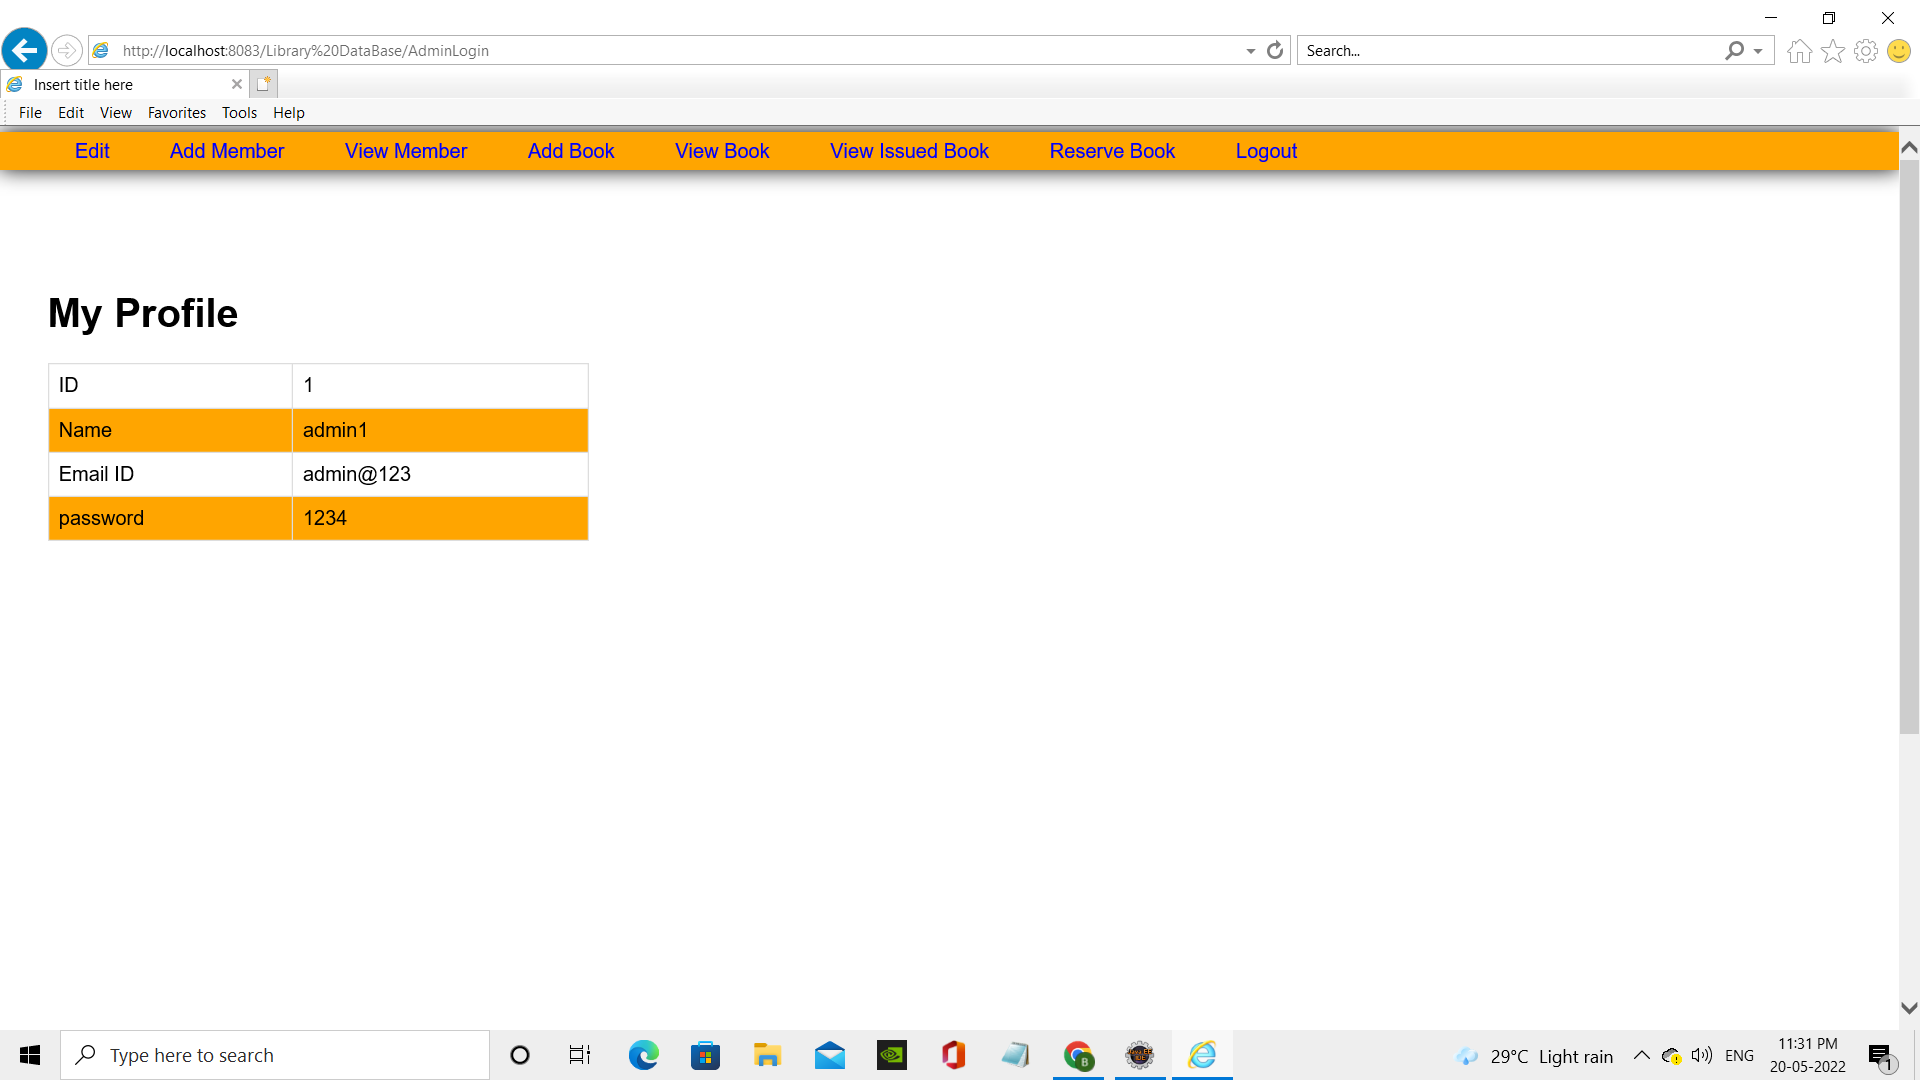 http://localhost:8083/Library%20DataBase/AdminLogin
Search...
Insert title here
File Edit View Favorites Tools Help
Edit Add Member View Member Add Book View Book View Issued Book Reserve Book Logout
My Profile
ID 1
Name admin1
Email ID admin@123
password 1234
Type here to search
29°C Light rain
ENG
11:31 PM
20-05-2022
1